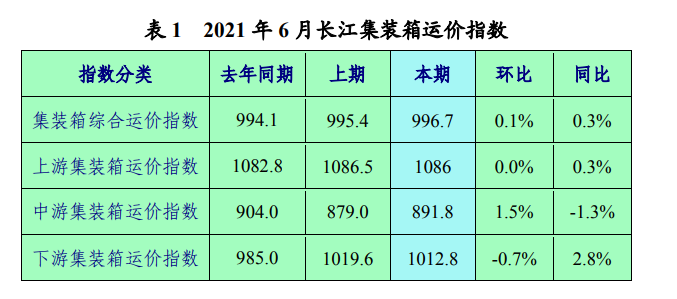 表 1 2021 年 6 月长江集装箱运价指数
指数分类 去年同期 上期 本期 环比 同比
集装箱综合运价指数 994.1 995.4 996.7 0.1% 0.3%
上游集装箱运价指数 1082.8 1086.5 1086 0.0% 0.3%
中游集装箱运价指数 904.0 879.0 891.8 1.5% -1.3%
下游集装箱运价指数 985.0 1019.6 1012.8 -0.7% 2.8%